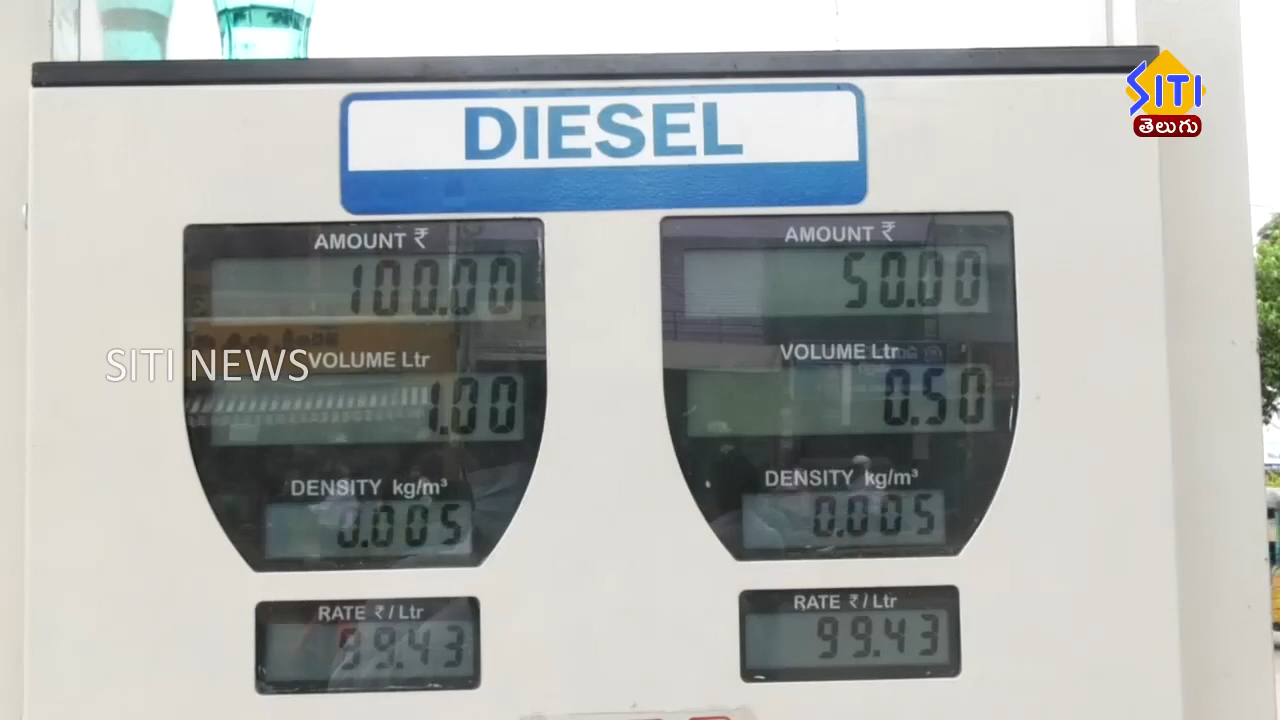 DIESEL
SITI
తెలుగు
AMOUNT ₹
100.00
VOLUME Ltr
1.00
DENSITY kg/m³
0.005
RATE ₹/Ltr
99.43
AMOUNT ₹
50.00
VOLUME Ltr
0.50
DENSITY kg/m³
0.005
RATE ₹/Ltr
99.43
SITI NEWS